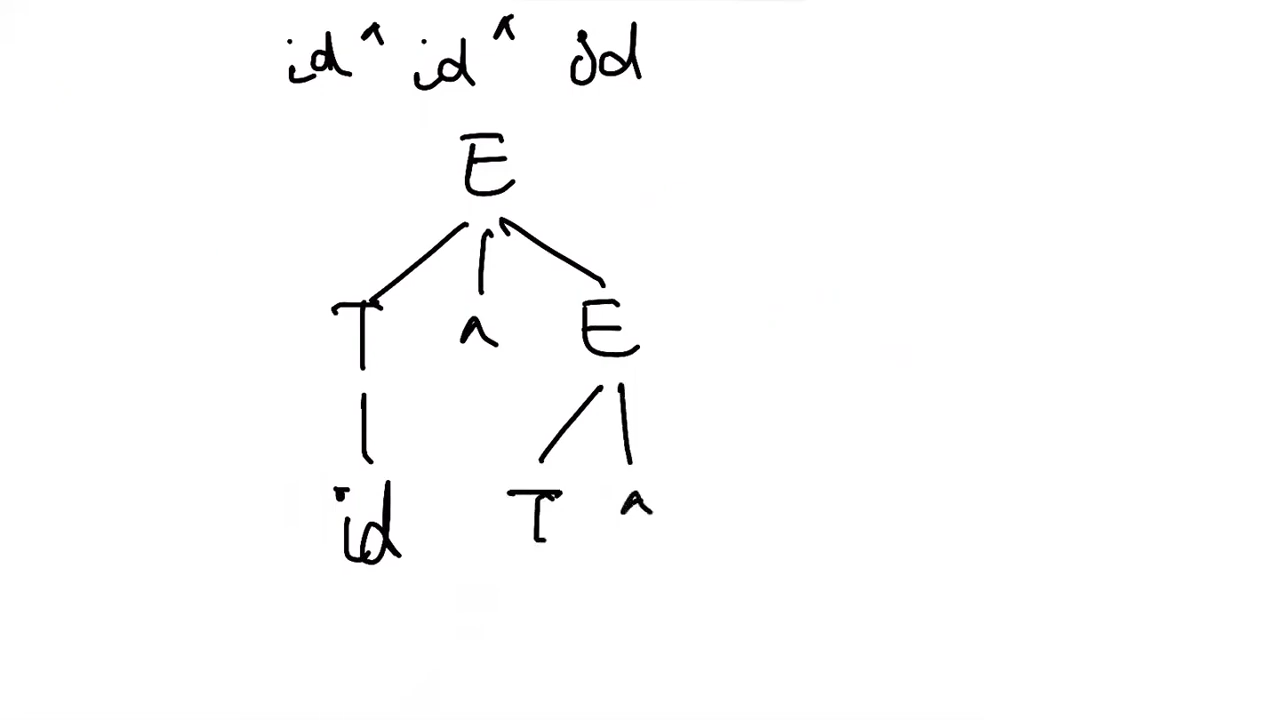 id ^ id ^ id
E
T ^ E
id T ^